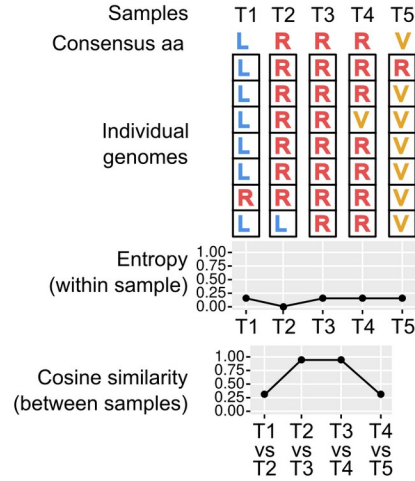 Samples T1 T2 T3 T4 T5
Consensus aa L R R R V
L R R R R
L R R R V
L R R V V
Individual
L R R R V
genomes
L R R R V
R R R R V
L L R R V
Entropy
(within sample)
1.00
0.75
0.50
0.25
0.00
T1 T2 T3 T4 T5
Cosine similarity
(between samples)
1.00
0.75
0.50
0.25
0.00
T1 T2 T3 T4
vs vs vs vs
T2 T3 T4 T5